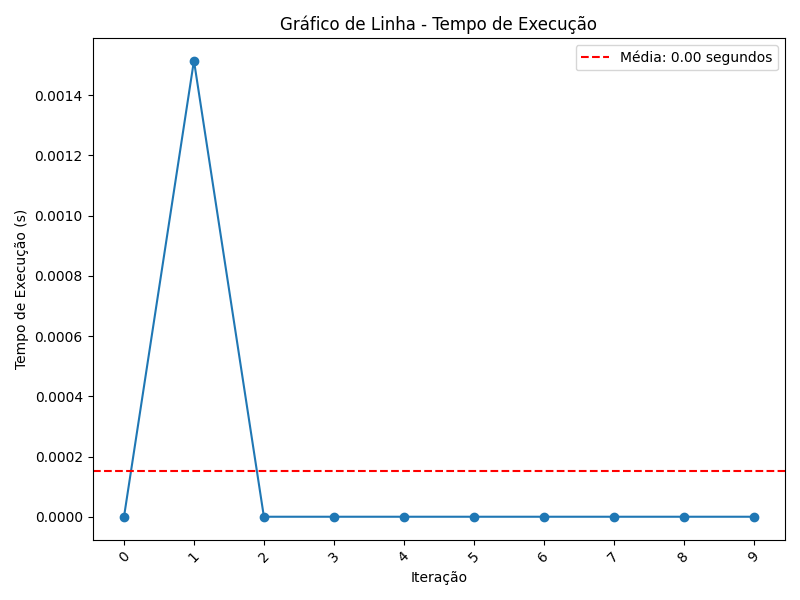 Gráfico de Linha - Tempo de Execução
Média: 0.00 segundos
Tempo de Execução (s)
0.0014
0.0012
0.0010
0.0008
0.0006
0.0004
0.0002
0.0000
0 1 2 3 4 5 6 7 8 9
Iteração